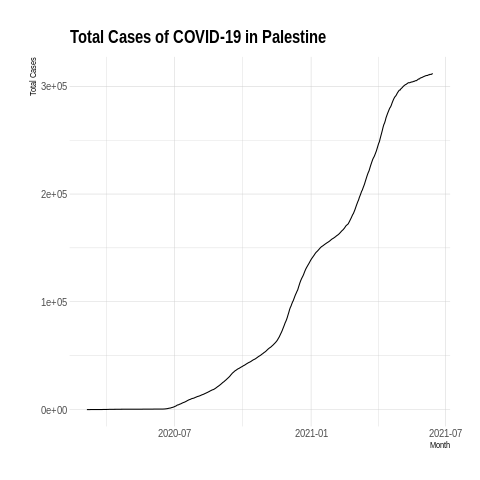 Total Cases of COVID-19 in Palestine
Total Cases
3e+05
2e+05
1e+05
0e+00
2020-07
2021-01
2021-07
Month